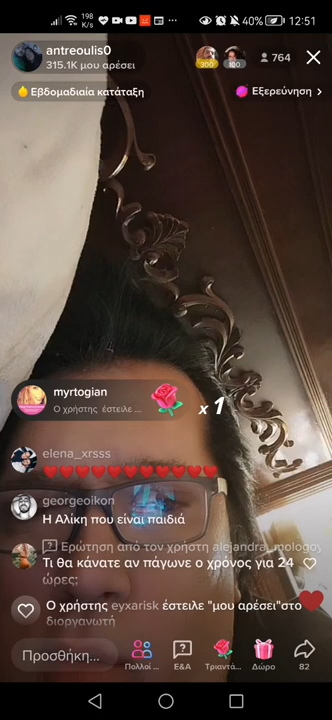 198 K/s 40% 12:51
antreoulis0
315.1K μου αρέσει
300 100 764
Εβδομαδιαία κατάταξη Εξερεύνηση
myrtogian
Ο χρήστης έστειλε ...
x 1
elena_xrsss
georgeoikon
Η Αλίκη που είναι παιδιά
Ερώτηση από τον χρήστη alejandra_mologoy
Τι θα κάνατε αν πάγωνε ο χρόνος για 24
ώρες;
Ο χρήστης eyxarisk έστειλε "μου αρέσει"στο
διοργανωτή
Προσθήκη...
Πολλοί ... Ε&Α Τριαντά... Δώρο 82